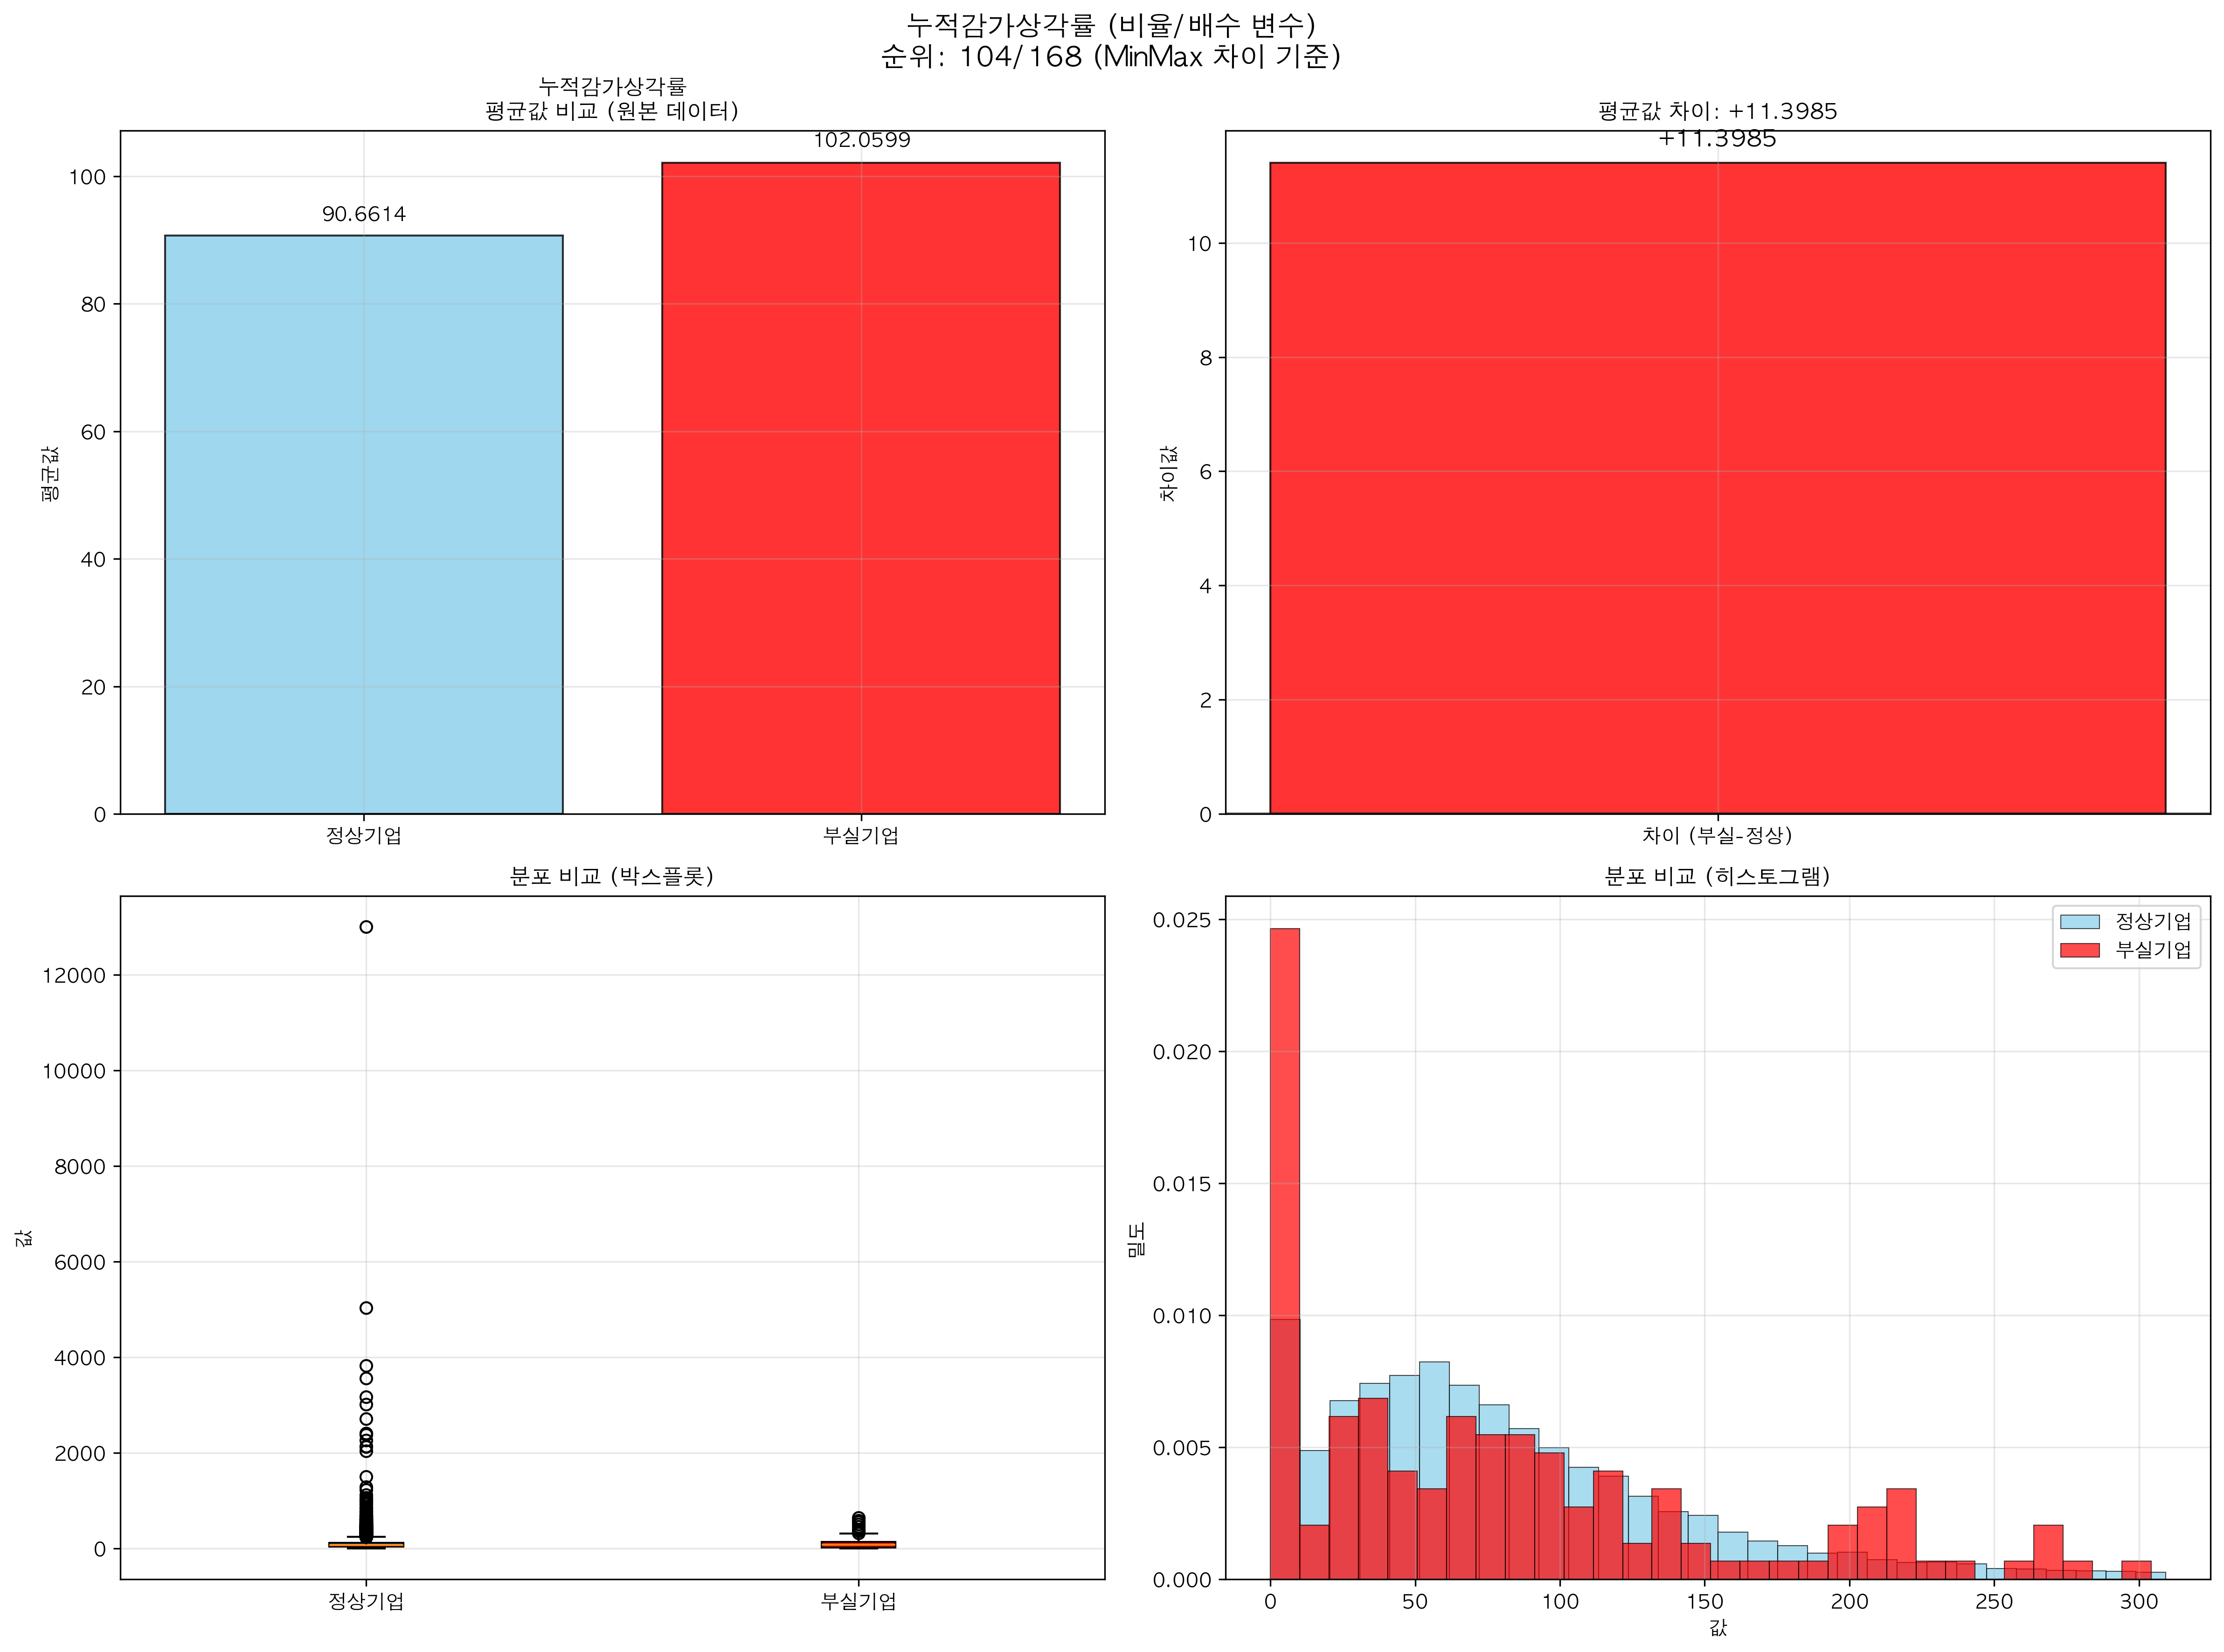 누적감가상각률 (비율/배수 변수)
순위: 104/168 (MinMax 차이 기준)
누적감가상각률
평균값 비교 (원본 데이터)
102.0599
90.6614
100
80
60
40
20
0
평균값
정상기업
부실기업
평균값 차이: +11.3985
+11.3985
10
8
6
4
2
0
차이값
차이 (부실-정상)
분포 비교 (박스플롯)
12000
10000
8000
6000
4000
2000
0
값
정상기업
부실기업
분포 비교 (히스토그램)
정상기업
부실기업
0.025
0.020
0.015
0.010
0.005
0.000
밀도
0
50
100
150
200
250
300
값